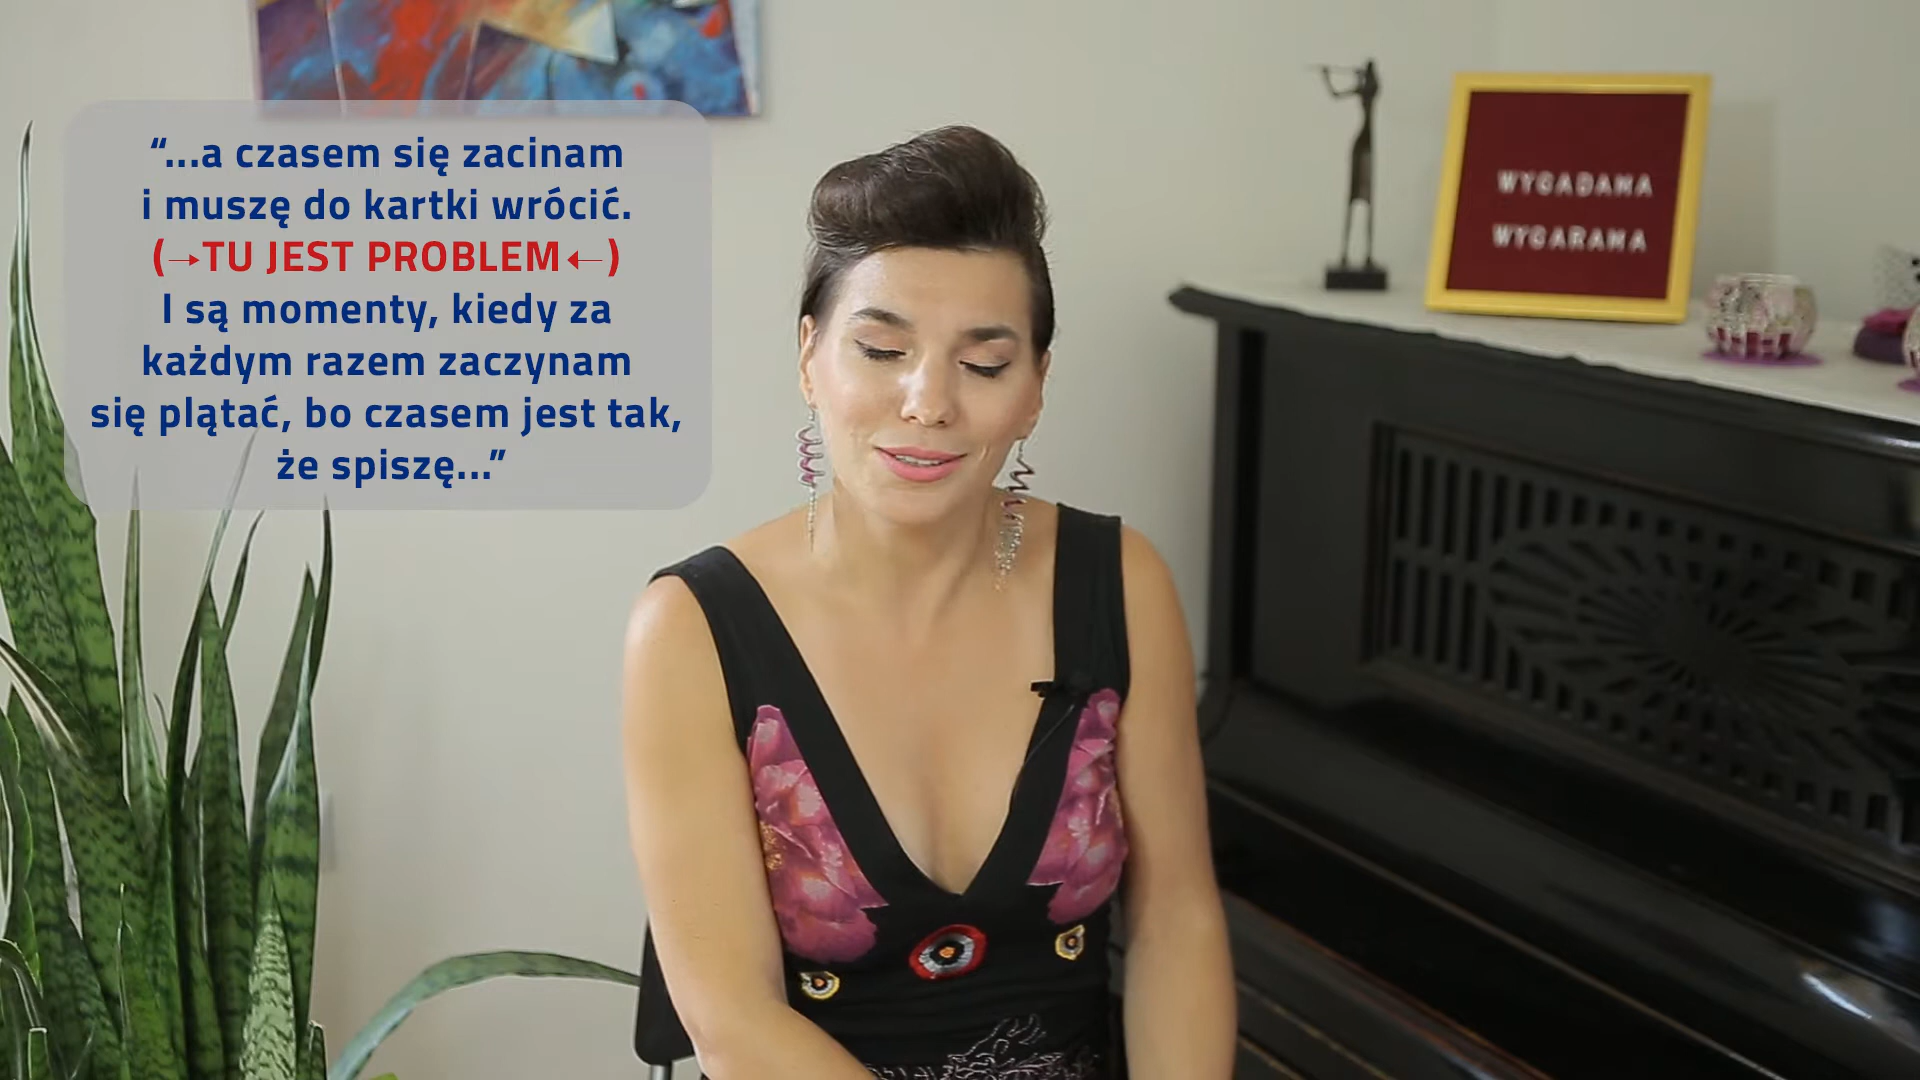 “...a czasem się zacinam
i muszę do kartki wrócić.
(→TU JEST PROBLEM←)
I są momenty, kiedy za
każdym razem zaczynam
się plątać, bo czasem jest tak,
że spiszę...”
WYGADANA
WYGARAMA